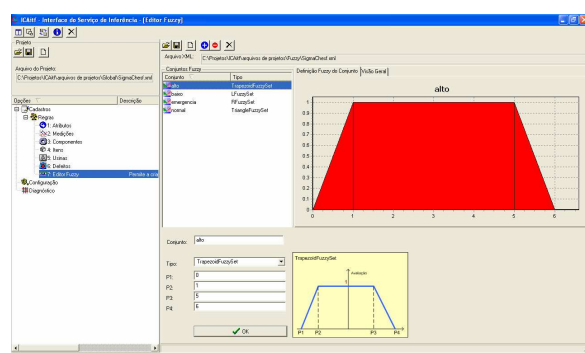 ICAItf - Interface do Serviço de Inferência - [Editor Fuzzy]
Projeto
Arquivo do Projeto:
C:\Projetos\ICAItf\arquivos de projetos\Global\SigmaChesf.xml
Opções
Descrição
Cadastros
Regras
1: Atributos
2: Medições
3: Componentes
4: Itens
5: Usinas
6: Defeitos
7: Editor Fuzzy
Permite a cria
Configuração
Diagnóstico
Arquivo XML:
C:\Projetos\ICAItf\arquivos de projetos\Fuzzy\SigmaChesf.xml
Conjuntos Fuzzy
Conjunto
Tipo
alto
TrapezoidFuzzySet
baixo
LFuzzySet
emergencia
RFuzzySet
normal
TriangleFuzzySet
Definição Fuzzy do Conjunto
Visão Geral
alto
1
0.9
0.8
0.7
0.6
0.5
0.4
0.3
0.2
0.1
0
0 1 2 3 4 5 6
Conjunto:
alto
Tipo:
TrapezoidFuzzySet
P1:
0
P2:
1
P3:
5
P4:
6
OK
TrapezoidFuzzySet
Avaliação
1
P1 P2 P3 P4